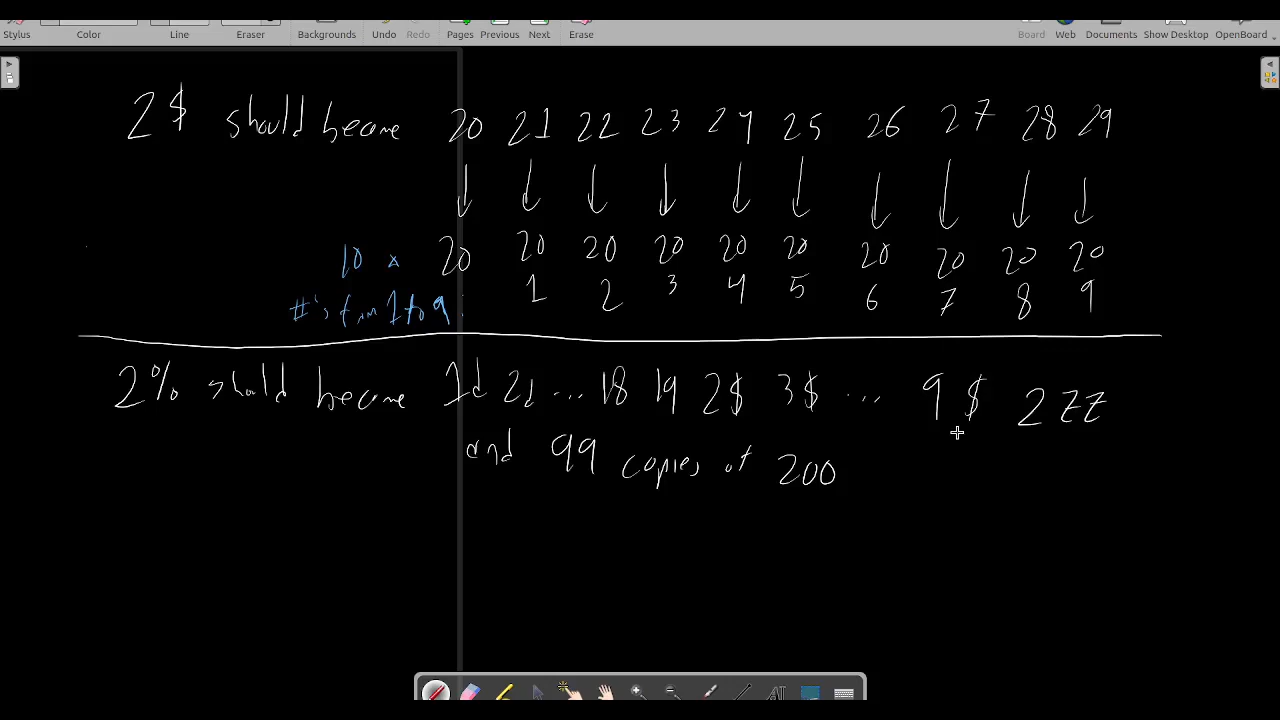 Stylus Color Line Eraser Backgrounds Undo Redo Pages Previous Next Erase Board Web Documents Show Desktop OpenBoard
2$ should become 20 21 22 23 24 25 26 27 28 29
10 x 20 20 20 20 20 20 20 20 20 20
#'s from 1 to 9: 1 2 3 4 5 6 7 8 9
2% should become 1d 2d ... 18 19 2$ 3$ ... 9$ 2ZZ
and 99 copies of 200